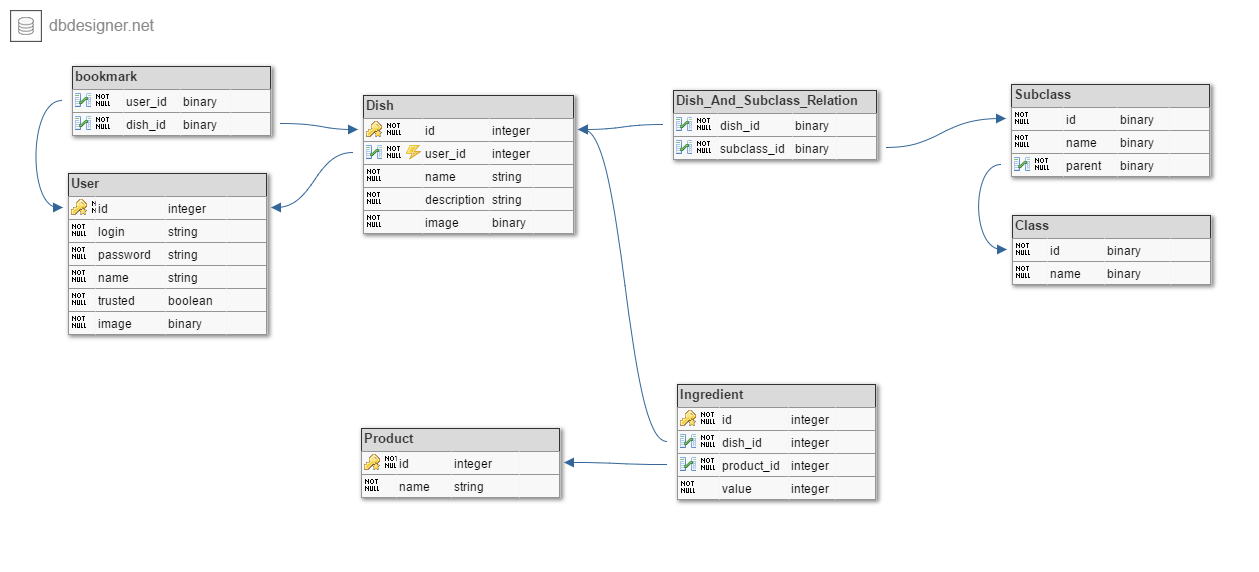 dbdesigner.net
bookmark
NOT NULL user_id binary
NOT NULL dish_id binary
User
N N id integer
NOT NULL login string
NOT NULL password string
NOT NULL name string
NOT NULL trusted boolean
NOT NULL image binary
Dish
NOT NULL id integer
NOT NULL user_id integer
NOT NULL name string
NOT NULL description string
NOT NULL image binary
Dish_And_Subclass_Relation
NOT NULL dish_id binary
NOT NULL subclass_id binary
Subclass
NOT NULL id binary
NOT NULL name binary
NOT NULL parent binary
Class
NOT NULL id binary
NOT NULL name binary
Product
NOT NUL id integer
NOT NULL name string
Ingredient
NOT NULL id integer
NOT NULL dish_id integer
NOT NULL product_id integer
NOT NULL value integer